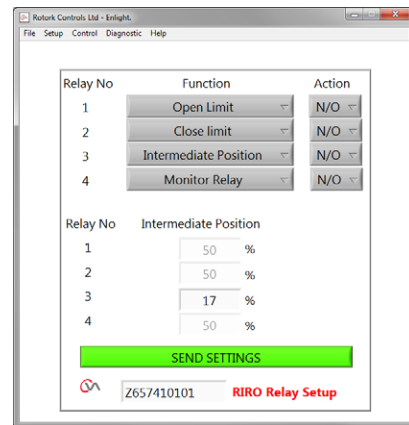 Rotork Controls Ltd - Enlight.
File Setup Control Diagnostic Help
Relay No Function Action
1 Open Limit N/O
2 Close limit N/O
3 Intermediate Position N/O
4 Monitor Relay N/O
Relay No Intermediate Position
1 50 %
2 50 %
3 17 %
4 50 %
SEND SETTINGS
Z657410101 RIRO Relay Setup